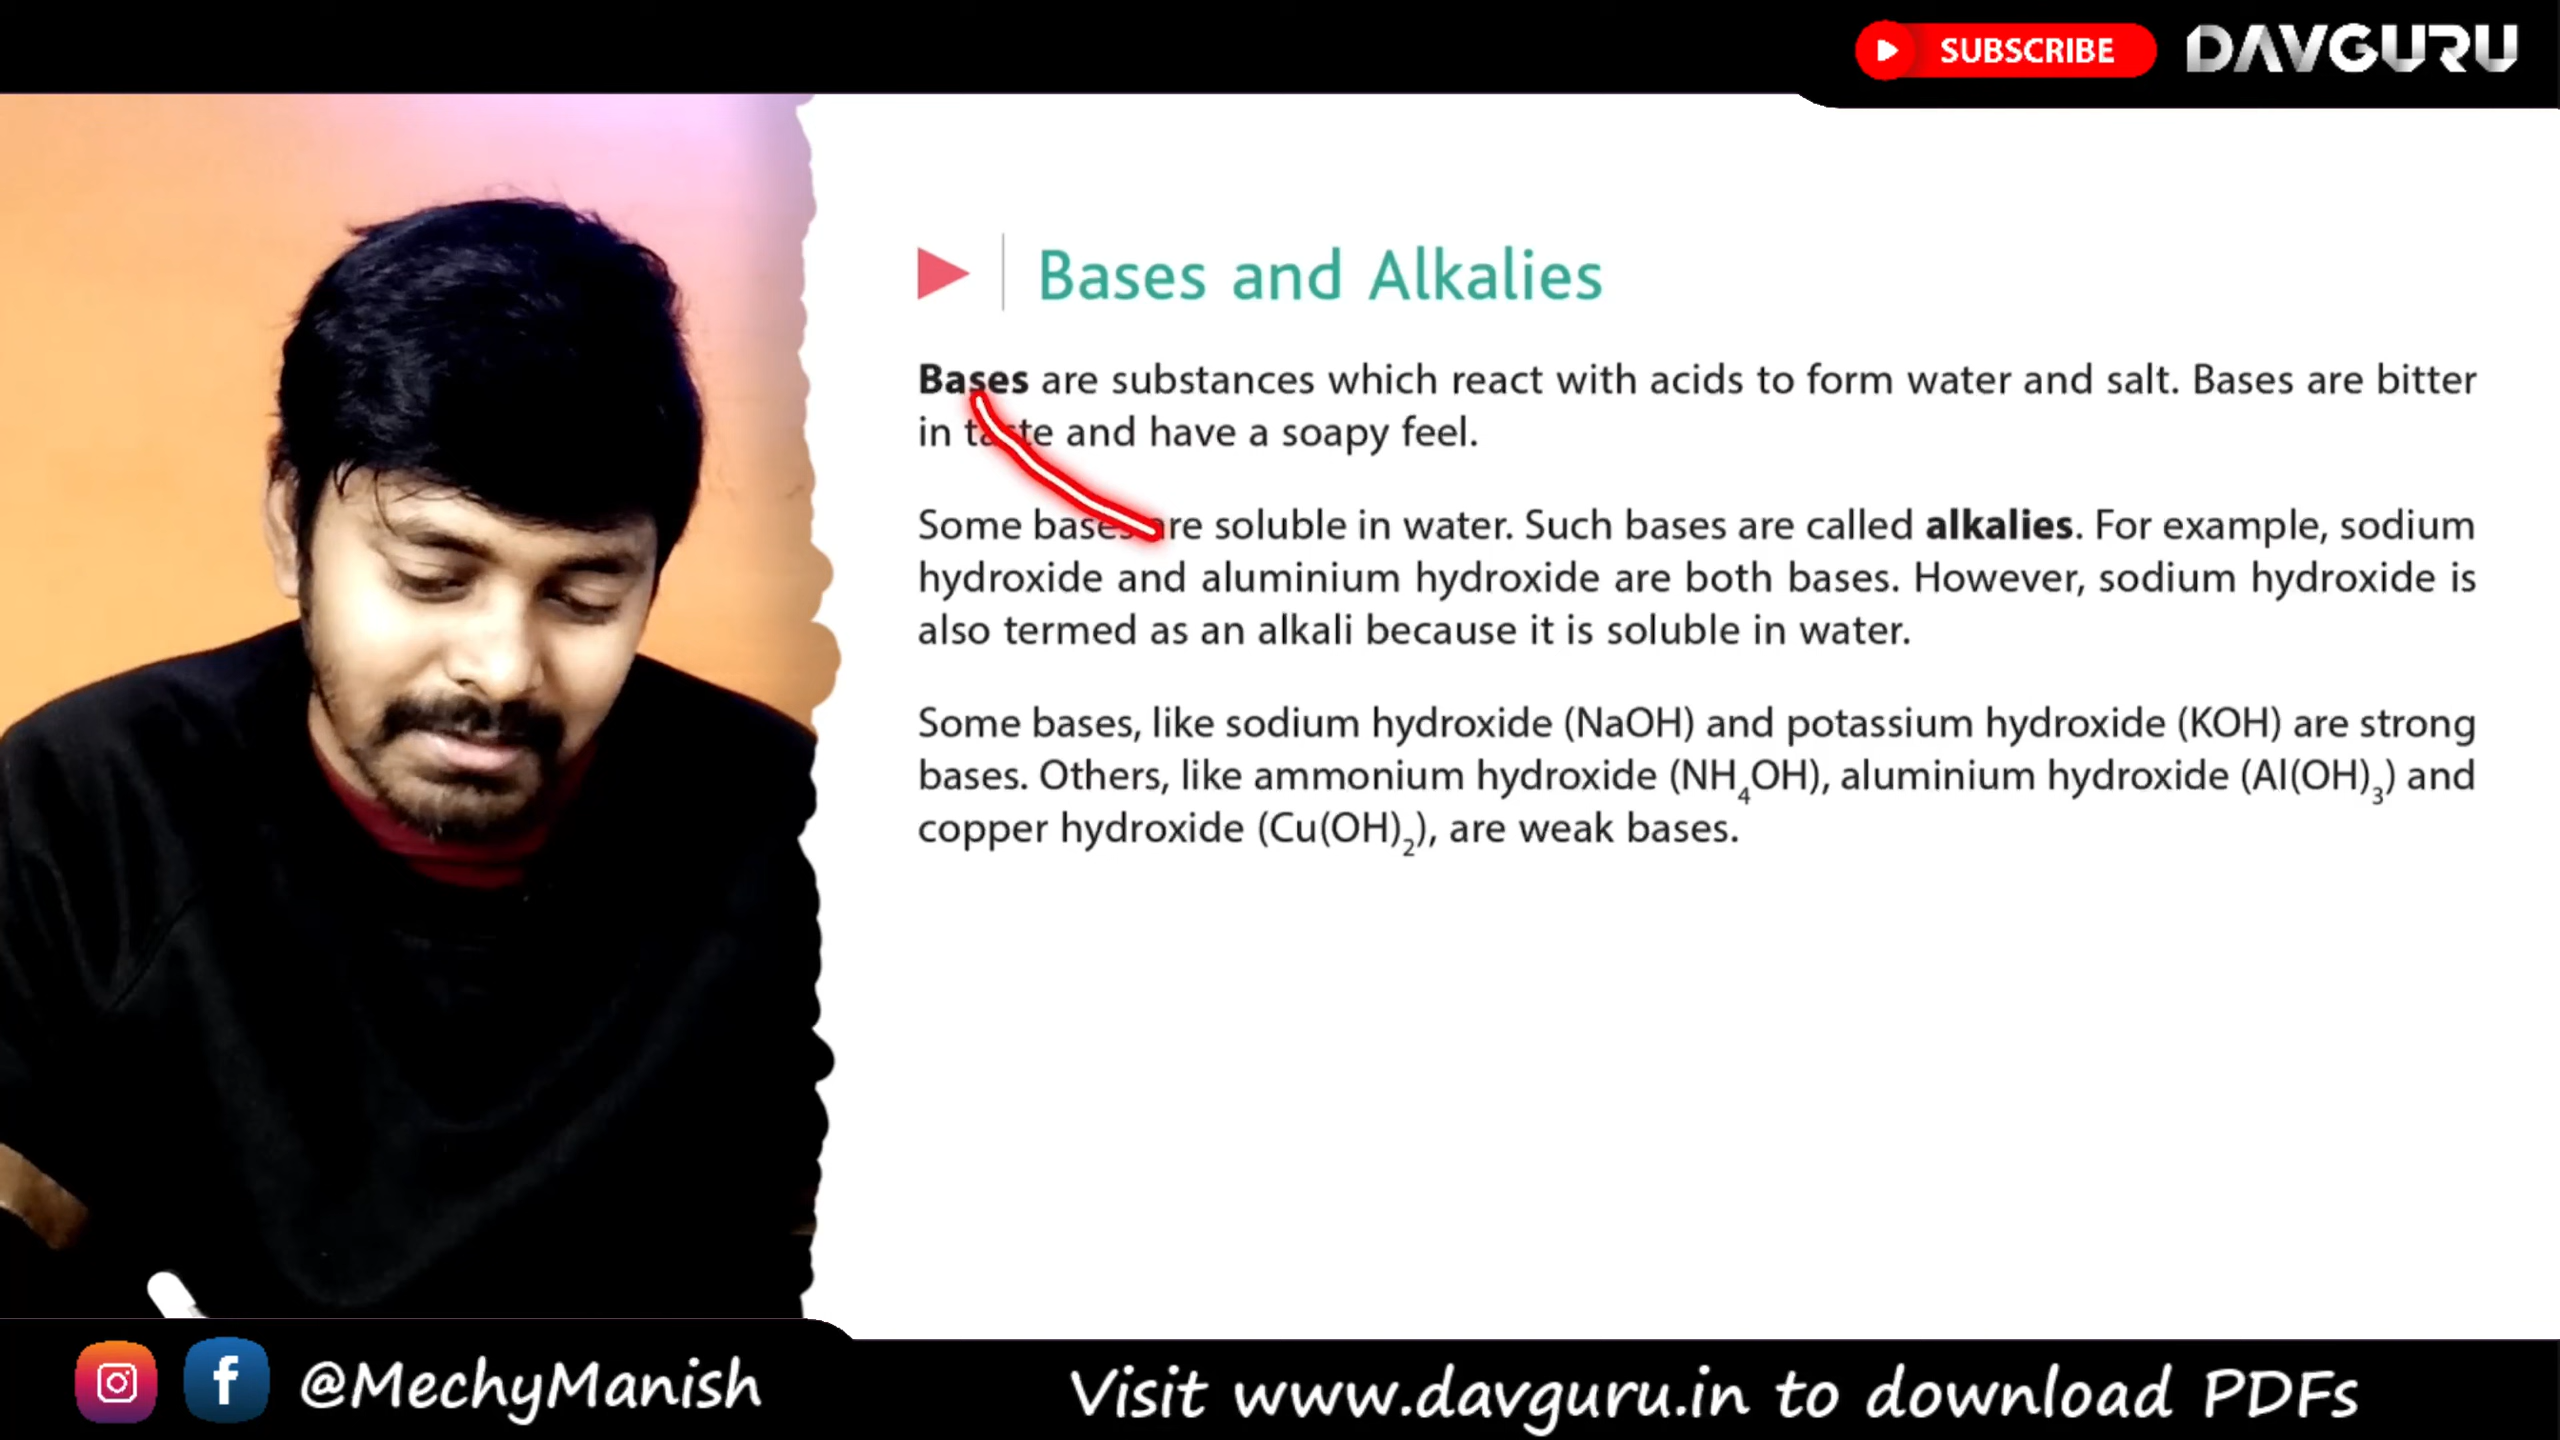 SUBSCRIBE DAVGURU
Bases and Alkalies
Bases are substances which react with acids to form water and salt. Bases are bitter
in taste and have a soapy feel.
Some bases are soluble in water. Such bases are called alkalies. For example, sodium
hydroxide and aluminium hydroxide are both bases. However, sodium hydroxide is
also termed as an alkali because it is soluble in water.
Some bases, like sodium hydroxide (NaOH) and potassium hydroxide (KOH) are strong
bases. Others, like ammonium hydroxide (NH₄OH), aluminium hydroxide (Al(OH)₃) and
copper hydroxide (Cu(OH)₂), are weak bases.
@MechyManish
Visit www.davguru.in to download PDFs